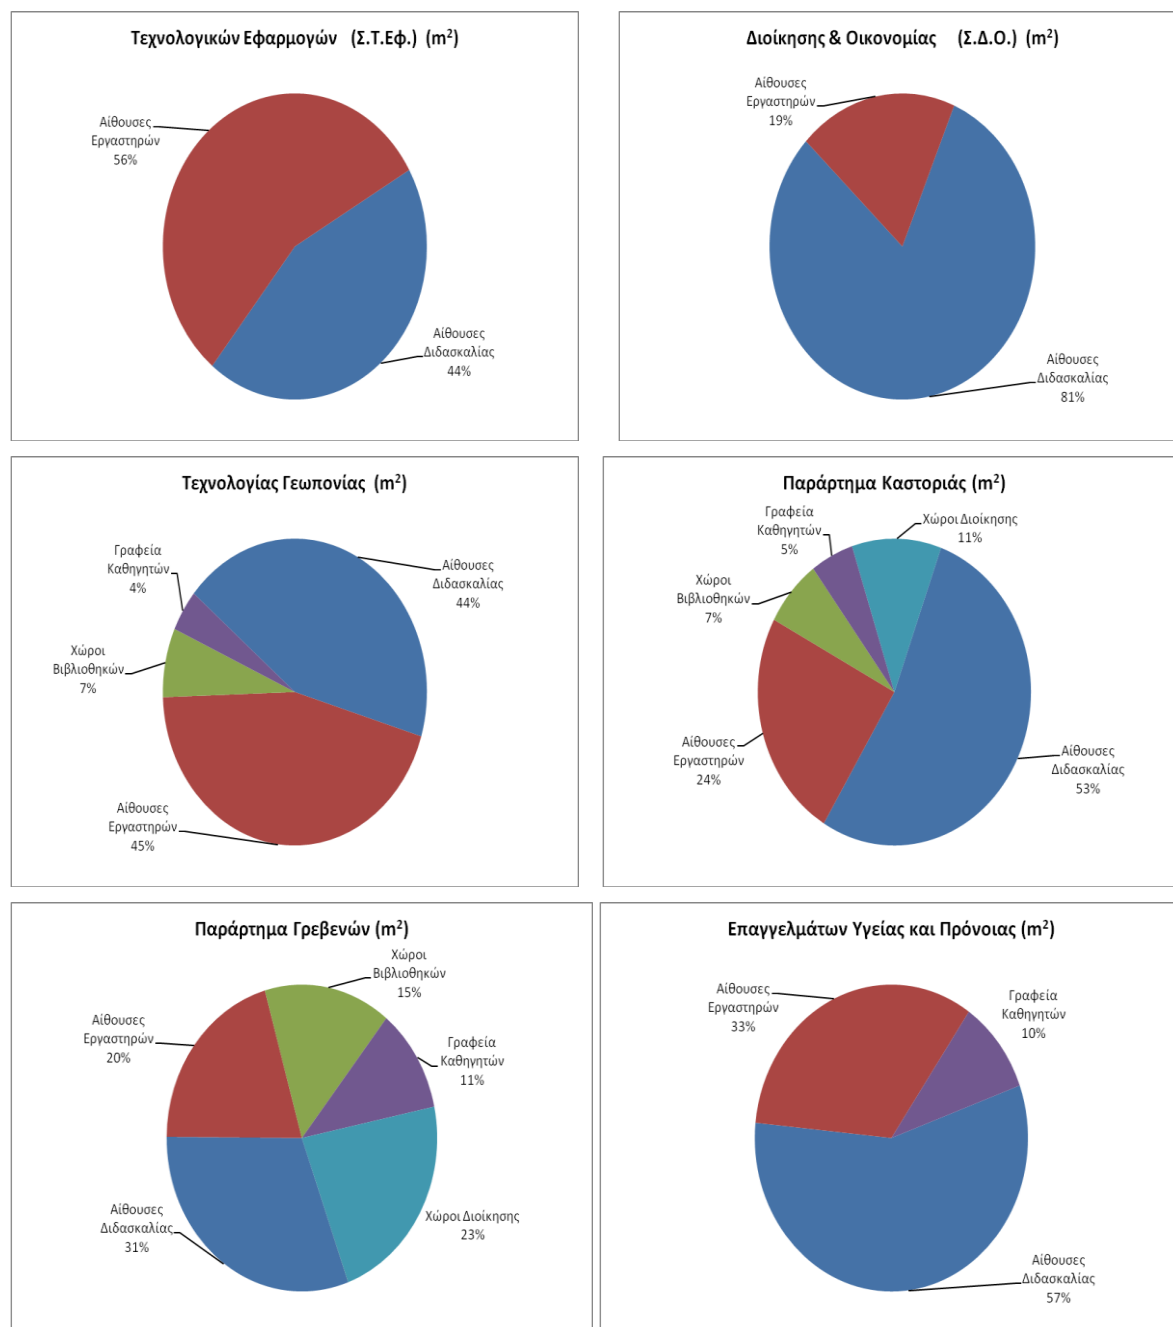 Τεχνολογικών Εφαρμογών (Σ.Τ.Εφ.) (m²)
Αίθουσες
Εργαστηρών
56%
Αίθουσες
Διδασκαλίας
44%
Διοίκησης & Οικονομίας (Σ.Δ.Ο.) (m²)
Αίθουσες
Εργαστηρών
19%
Αίθουσες
Διδασκαλίας
81%
Τεχνολογίας Γεωπονίας (m²)
Γραφεία
Καθηγητών
4%
Αίθουσες
Διδασκαλίας
44%
Χώροι
Βιβλιοθηκών
7%
Αίθουσες
Εργαστηρών
45%
Παράρτημα Καστοριάς (m²)
Γραφεία
Καθηγητών
5%
Χώροι Διοίκησης
11%
Χώροι
Βιβλιοθηκών
7%
Αίθουσες
Εργαστηρών
24%
Αίθουσες
Διδασκαλίας
53%
Παράρτημα Γρεβενών (m²)
Χώροι
Βιβλιοθηκών
15%
Αίθουσες
Εργαστηρών
20%
Γραφεία
Καθηγητών
11%
Αίθουσες
Διδασκαλίας
31%
Χώροι Διοίκησης
23%
Επαγγελμάτων Υγείας και Πρόνοιας (m²)
Αίθουσες
Εργαστηρών
33%
Γραφεία
Καθηγητών
10%
Αίθουσες
Διδασκαλίας
57%